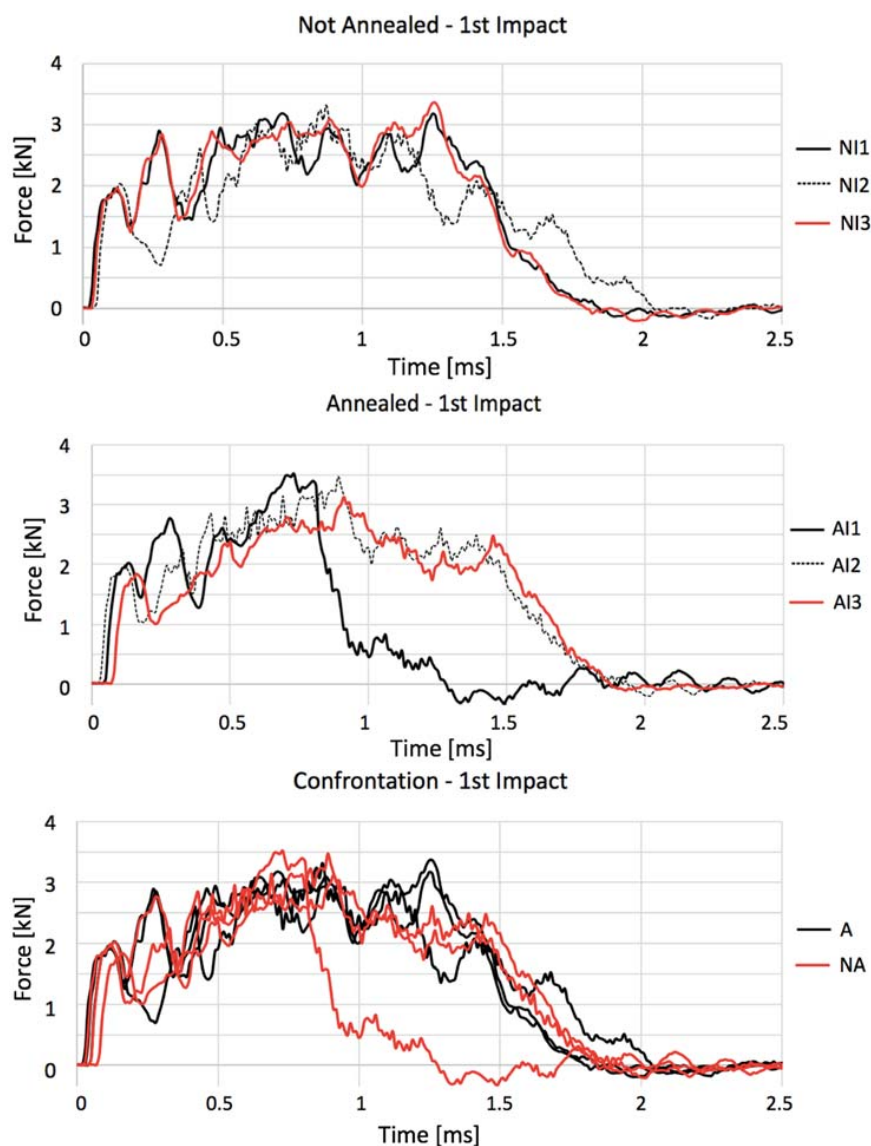 Not Annealed - 1st Impact
4
3
2
1
0
Force [kN]
0
0.5
1
1.5
2
2.5
Time [ms]
NI1
NI2
NI3
Annealed - 1st Impact
4
3
2
1
0
Force [kN]
0
0.5
1
1.5
2
2.5
Time [ms]
AI1
AI2
AI3
Confrontation - 1st Impact
4
3
2
1
0
Force [kN]
0
0.5
1
1.5
2
2.5
Time [ms]
A
NA